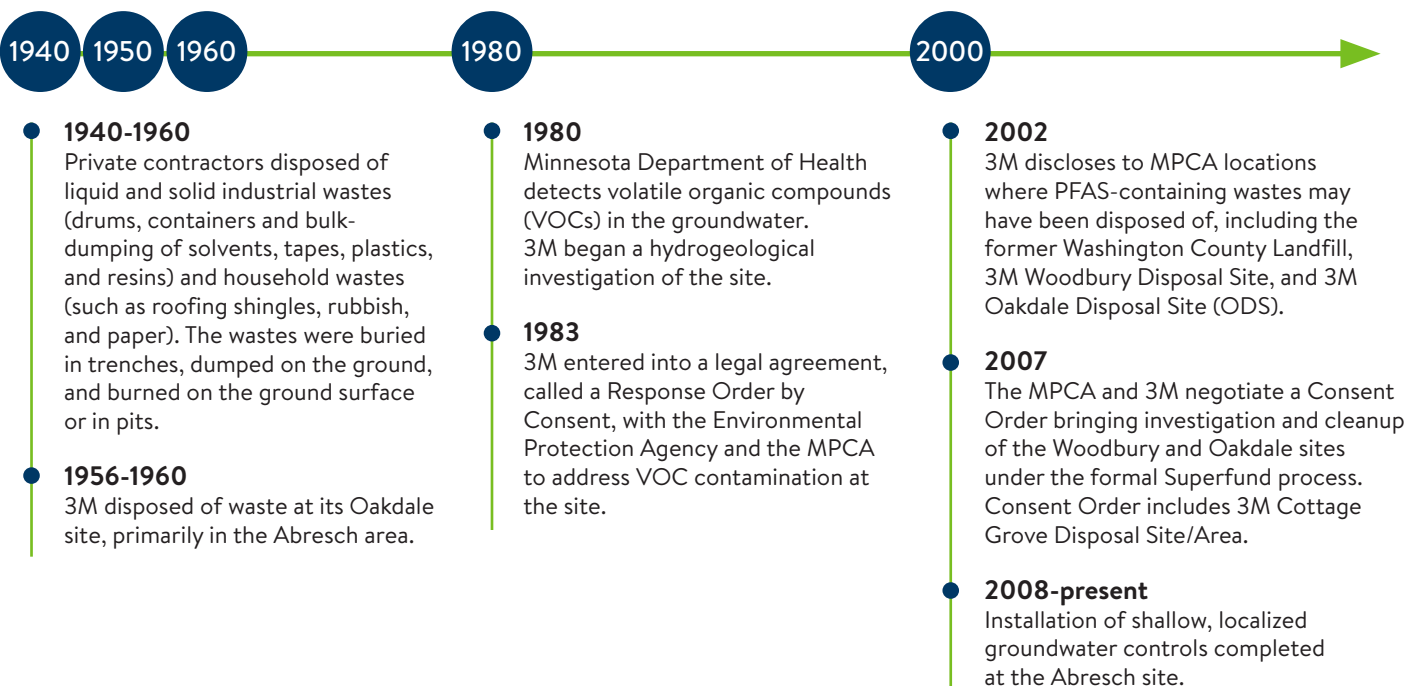 1940 1950 1960 1980 2000
1940-1960
Private contractors disposed of
liquid and solid industrial wastes
(drums, containers and bulk-
dumping of solvents, tapes, plastics,
and resins) and household wastes
(such as roofing shingles, rubbish,
and paper). The wastes were buried
in trenches, dumped on the ground,
and burned on the ground surface
or in pits.
1956-1960
3M disposed of waste at its Oakdale
site, primarily in the Abresch area.
1980
Minnesota Department of Health
detects volatile organic compounds
(VOCs) in the groundwater.
3M began a hydrogeological
investigation of the site.
1983
3M entered into a legal agreement,
called a Response Order by
Consent, with the Environmental
Protection Agency and the MPCA
to address VOC contamination at
the site.
2002
3M discloses to MPCA locations
where PFAS-containing wastes may
have been disposed of, including the
former Washington County Landfill,
3M Woodbury Disposal Site, and 3M
Oakdale Disposal Site (ODS).
2007
The MPCA and 3M negotiate a Consent
Order bringing investigation and cleanup
of the Woodbury and Oakdale sites
under the formal Superfund process.
Consent Order includes 3M Cottage
Grove Disposal Site/Area.
2008-present
Installation of shallow, localized
groundwater controls completed
at the Abresch site.